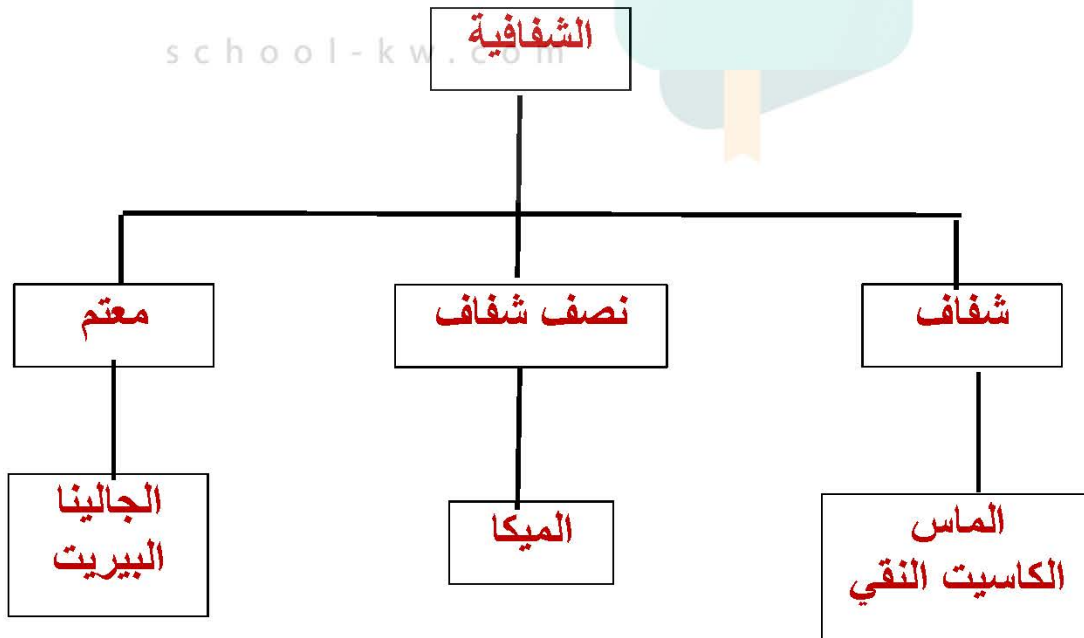 الشفافية
school-kw.com
شفاف
نصف شفاف
معتم
الماس
الكاسيت النقي
الميكا
الجالينا
البيريت